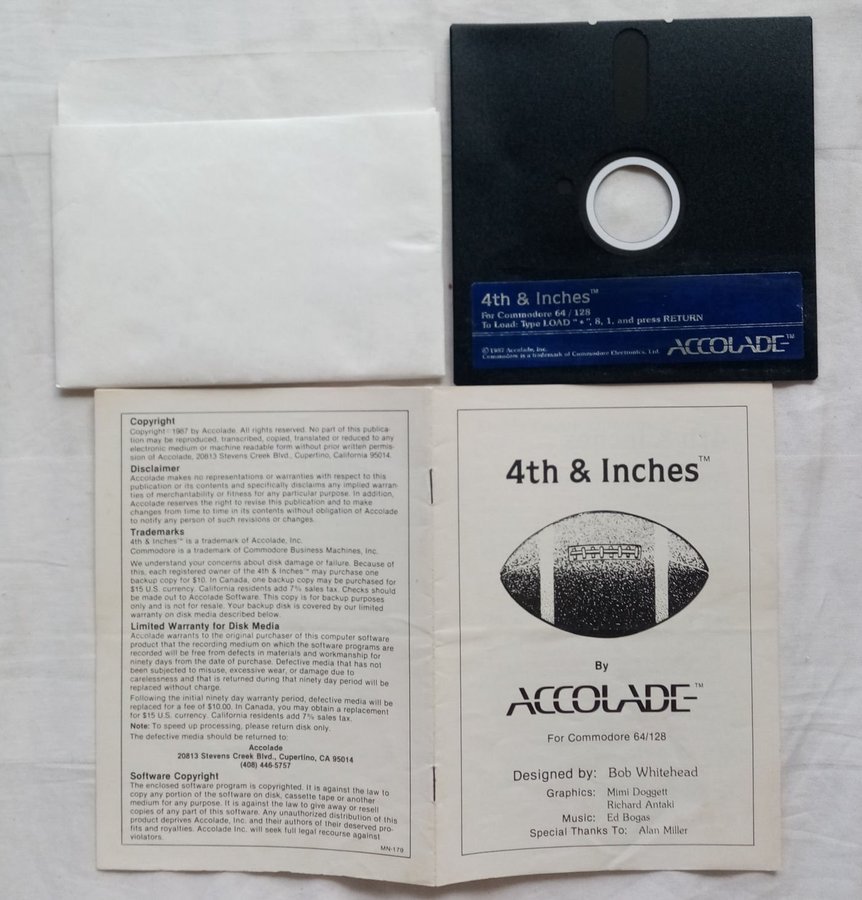 4th & Inches™
For Commodore 64 / 128
To Load: Type LOAD "*", 8, 1, and press RETURN
© 1987 Accolade, Inc.
Commodore is a trademark of Commodore Electronics, Ltd.
ACCOLADE™
Copyright
Copyright 1987 by Accolade. All rights reserved. No part of this publica-
tion may be reproduced, transcribed, copied, translated or reduced to any
electronic medium or machine readable form without prior written permis-
sion of Accolade, 20813 Stevens Creek Blvd., Cupertino, California 95014.
Disclaimer
Accolade makes no representations or warranties with respect to this
publication or its contents and specifically disclaims any implied warran-
ties of merchantability or fitness for any particular purpose. In addition,
Accolade reserves the right to revise this publication and to make
changes from time to time in its contents without obligation of Accolade
to notify any person of such revisions or changes.
Trademarks
4th & Inches™ is a trademark of Accolade, Inc.
Commodore is a trademark of Commodore Business Machines, Inc.
We understand your concerns about disk damage or failure. Because of
this, each registered owner of the 4th & Inches™ may purchase one
backup copy for $10. In Canada, one backup copy may be purchased for
$15 U.S. currency. California residents add 7% sales tax. Checks should
be made out to Accolade Software. This copy is for backup purposes
only and is not for resale. Your backup disk is covered by our limited
warranty on disk media described below.
Limited Warranty for Disk Media
Accolade warrants to the original purchaser of this computer software
product that the recording medium on which the software programs are
recorded will be free from defects in materials and workmanship for
ninety days from the date of purchase. Defective media that has not
been subjected to misuse, excessive wear, or damage due to
carelessness and that is returned during that ninety day period will be
replaced without charge.
Following the initial ninety day warranty period, defective media will be
replaced for a fee of $10.00. In Canada, you may obtain a replacement
for $15 U.S. currency. California residents add 7% sales tax.
Note: To speed up processing, please return disk only.
The defective media should be returned to:
Accolade
20813 Stevens Creek Blvd., Cupertino, CA 95014
(408) 446-5757
Software Copyright
The enclosed software program is copyrighted. It is against the law to
copy any portion of the software on disk, cassette tape or another
medium for any purpose. It is against the law to give away or resell
copies of any part of this software. Any unauthorized distribution of this
product deprives Accolade, Inc. and their authors of their deserved pro-
fits and royalties. Accolade Inc. will seek full legal recourse against
violators.
MN-179
4th & Inches™
By
ACCOLADE™
For Commodore 64/128
Designed by: Bob Whitehead
Graphics: Mimi Doggett
Richard Antaki
Music: Ed Bogas
Special Thanks To: Alan Miller